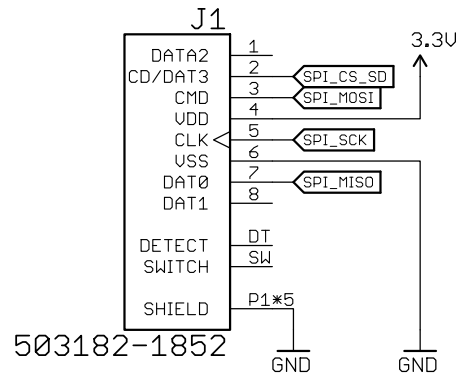 J1
3.3V
DATA2 1
CD/DAT3 2 SPI_CS_SD
CMD 3 SPI_MOSI
VDD 4
CLK 5 SPI_SCK
VSS 6
DAT0 7 SPI_MISO
DAT1 8
DETECT DT
SWITCH SW
SHIELD P1*5
503182-1852
GND GND